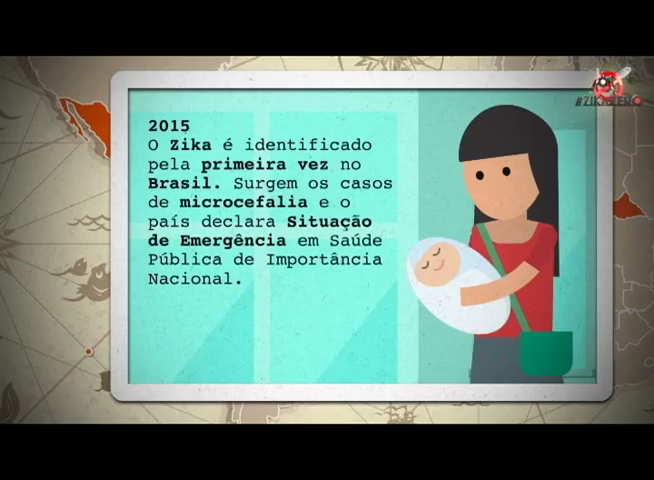 #ZIKAZERO
2015
O Zika é identificado
pela primeira vez no
Brasil. Surgem os casos
de microcefalia e o
país declara Situação
de Emergência em Saúde
Pública de Importância
Nacional.